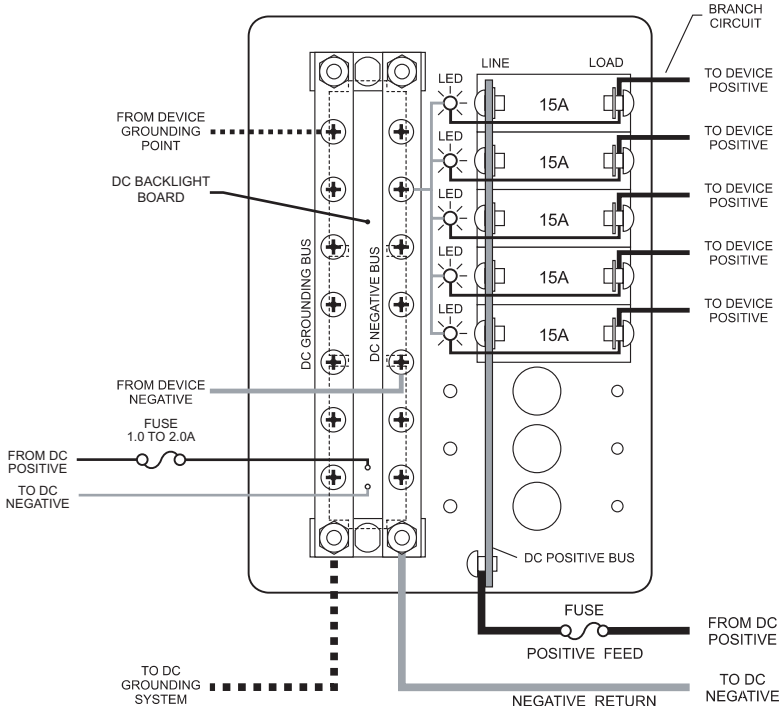 BRANCH
CIRCUIT
LINE
LOAD
LED
15A
TO DEVICE
POSITIVE
LED
15A
TO DEVICE
POSITIVE
LED
15A
TO DEVICE
POSITIVE
LED
15A
TO DEVICE
POSITIVE
LED
15A
TO DEVICE
POSITIVE
FROM DEVICE
GROUNDING
POINT
DC BACKLIGHT
BOARD
DC GROUNDING BUS
DC NEGATIVE BUS
FROM DEVICE
NEGATIVE
FUSE
1.0 TO 2.0A
FROM DC
POSITIVE
TO DC
NEGATIVE
DC POSITIVE BUS
FUSE
POSITIVE FEED
FROM DC
POSITIVE
TO DC
GROUNDING
SYSTEM
NEGATIVE RETURN
TO DC
NEGATIVE